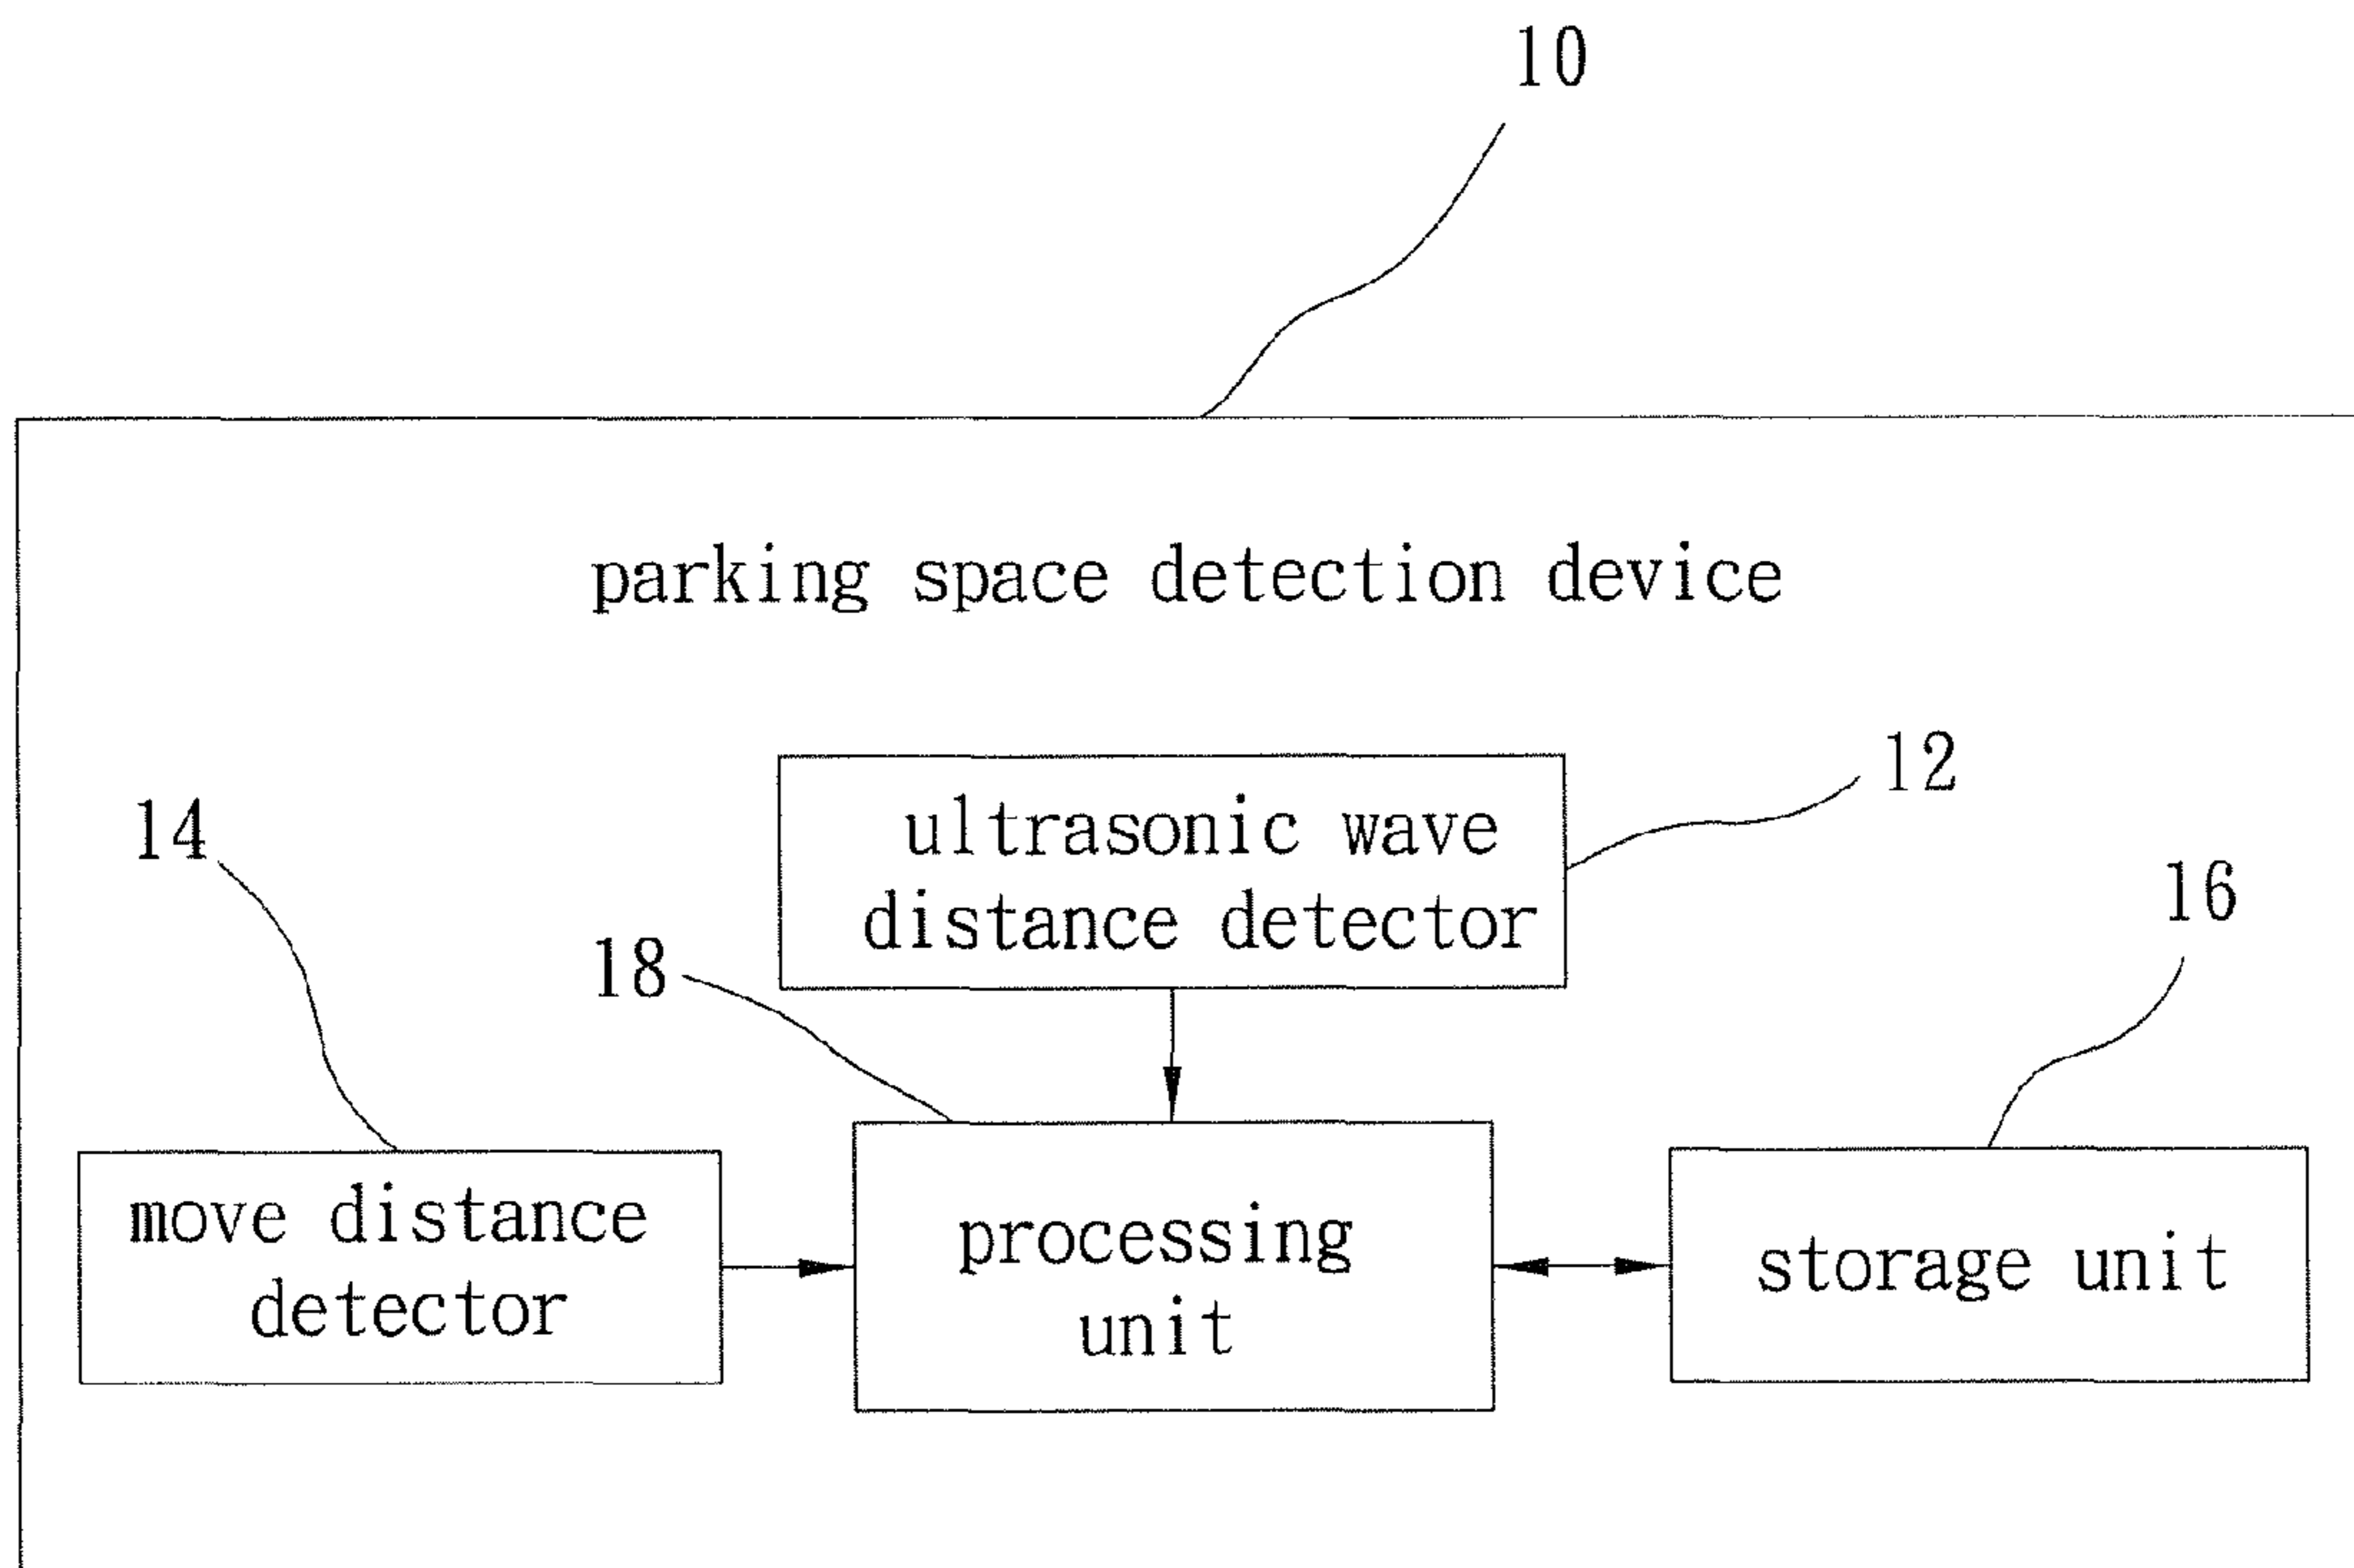 10
parking space detection device
12
ultrasonic wave
distance detector
14
16
18
move distance
detector
processing
unit
storage unit